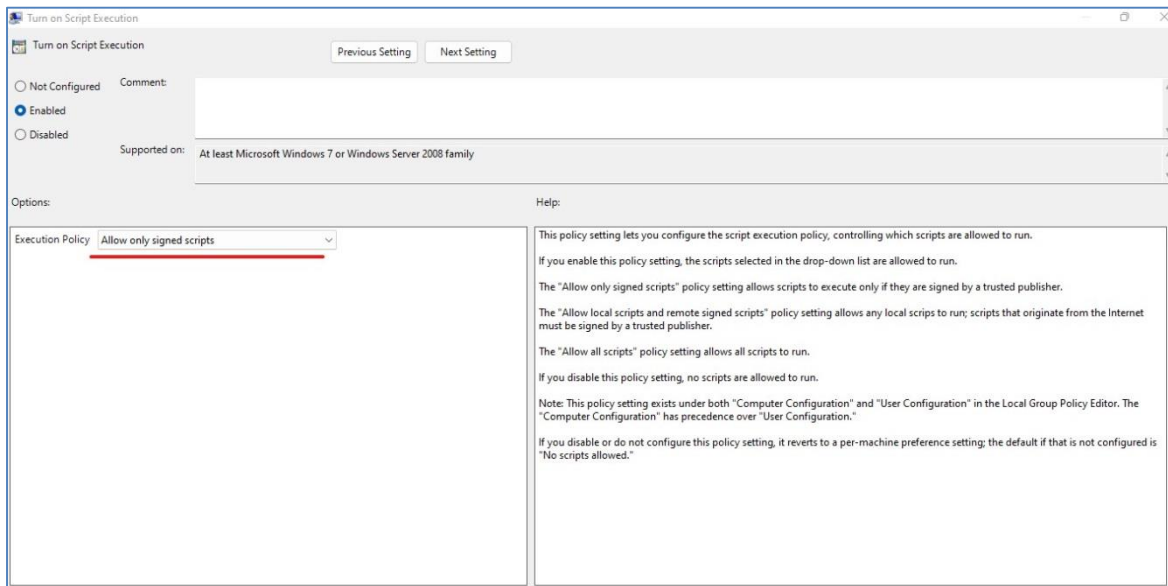 Turn on Script Execution
Turn on Script Execution
Previous Setting
Next Setting
Not Configured
Comment:
Enabled
Disabled
Supported on:
At least Microsoft Windows 7 or Windows Server 2008 family
Options:
Help:
Execution Policy
Allow only signed scripts
This policy setting lets you configure the script execution policy, controlling which scripts are allowed to run.
If you enable this policy setting, the scripts selected in the drop-down list are allowed to run.
The "Allow only signed scripts" policy setting allows scripts to execute only if they are signed by a trusted publisher.
The "Allow local scripts and remote signed scripts" policy setting allows any local scrips to run; scripts that originate from the Internet
must be signed by a trusted publisher.
The "Allow all scripts" policy setting allows all scripts to run.
If you disable this policy setting, no scripts are allowed to run.
Note: This policy setting exists under both "Computer Configuration" and "User Configuration" in the Local Group Policy Editor. The
"Computer Configuration" has precedence over "User Configuration."
If you disable or do not configure this policy setting, it reverts to a per-machine preference setting; the default if that is not configured is
"No scripts allowed."